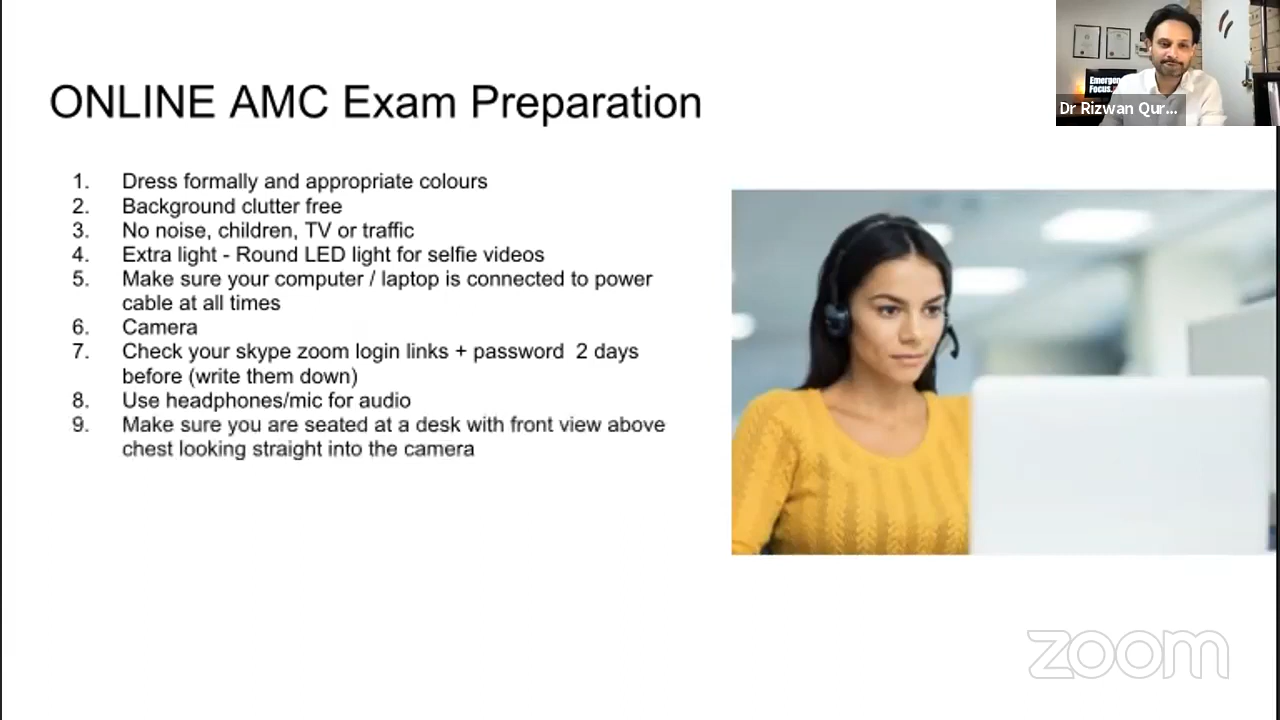 ONLINE AMC Exam Preparation
1. Dress formally and appropriate colours
2. Background clutter free
3. No noise, children, TV or traffic
4. Extra light - Round LED light for selfie videos
5. Make sure your computer / laptop is connected to power
cable at all times
6. Camera
7. Check your skype zoom login links + password  2 days
before (write them down)
8. Use headphones/mic for audio
9. Make sure you are seated at a desk with front view above
chest looking straight into the camera
Emergen
Focus.
Dr Rizwan Qur...
zoom